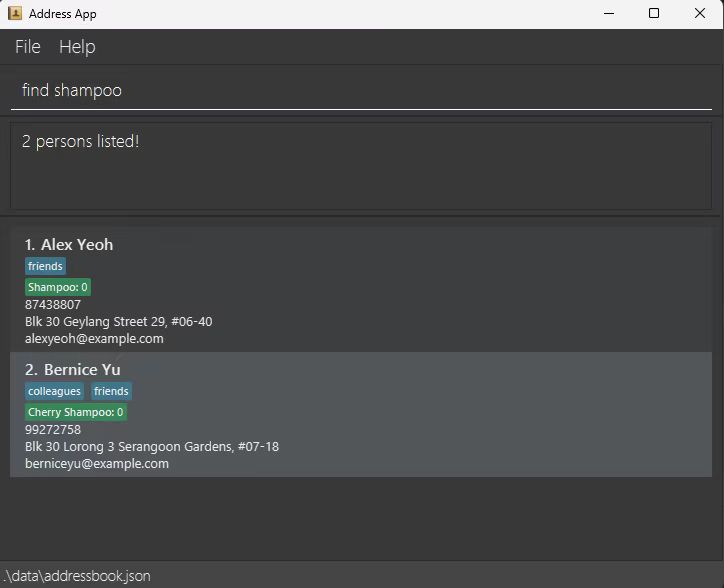 Address App
File Help
find shampoo
2 persons listed!
1. Alex Yeoh
friends
Shampoo: 0
87438807
Blk 30 Geylang Street 29, #06-40
alexyeoh@example.com
2. Bernice Yu
colleagues friends
Cherry Shampoo: 0
99272758
Blk 30 Lorong 3 Serangoon Gardens, #07-18
berniceyu@example.com
.\data\addressbook.json